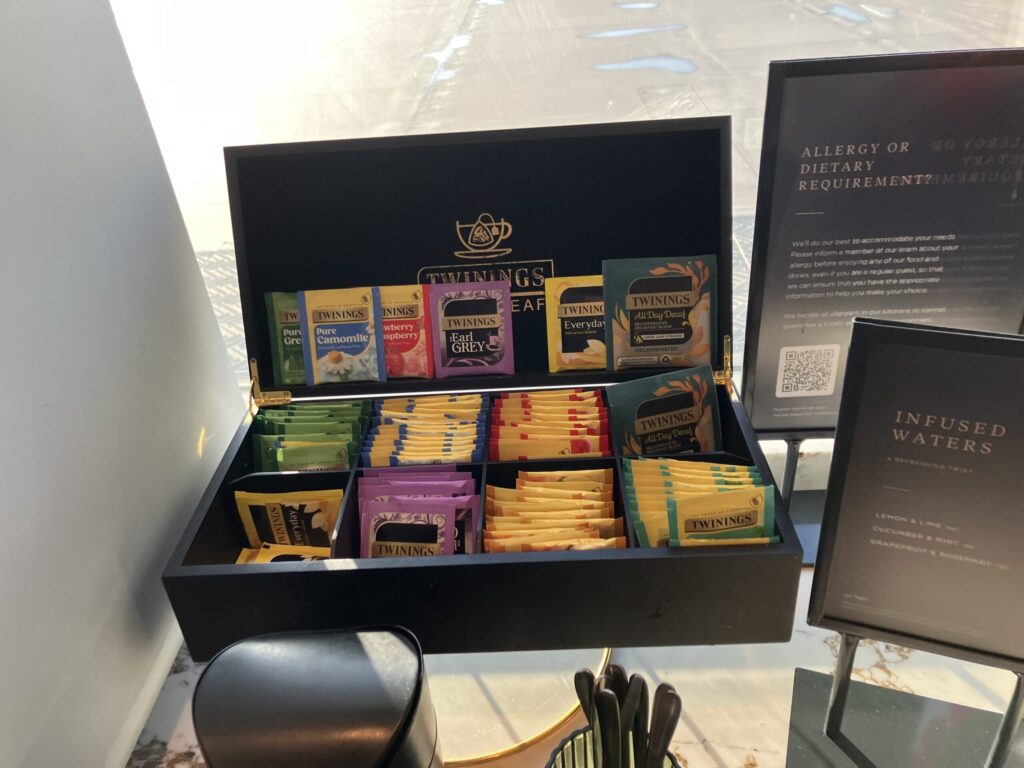 TWININGS
LEAF
Pure
TWININGS
Pure
Camomile
TWININGS
TWININGS
Earl
GREY
TWININGS
Everyday
TWININGS
All Day Decaf
DECAFFEINATED
TWININGS
All Day Decaf
Everyday
TWININGS
TWININGS
ALLERGY OR
DIETARY
REQUIREMENT?
We'll do our best to accommodate your needs
Please inform a member of our team about your
allergy before enjoying any of our food and
drinks, even if you are a regular guest, so that
we can ensure that you have the appropriate
information to help you make your choice.
We handle all allergens in our kitchens so cannot
INFUSED
WATERS
A REFRESHING TWIST
LEMON & LIME
CUCUMBER & MINT
GRAPEFRUIT & ROSEMARY